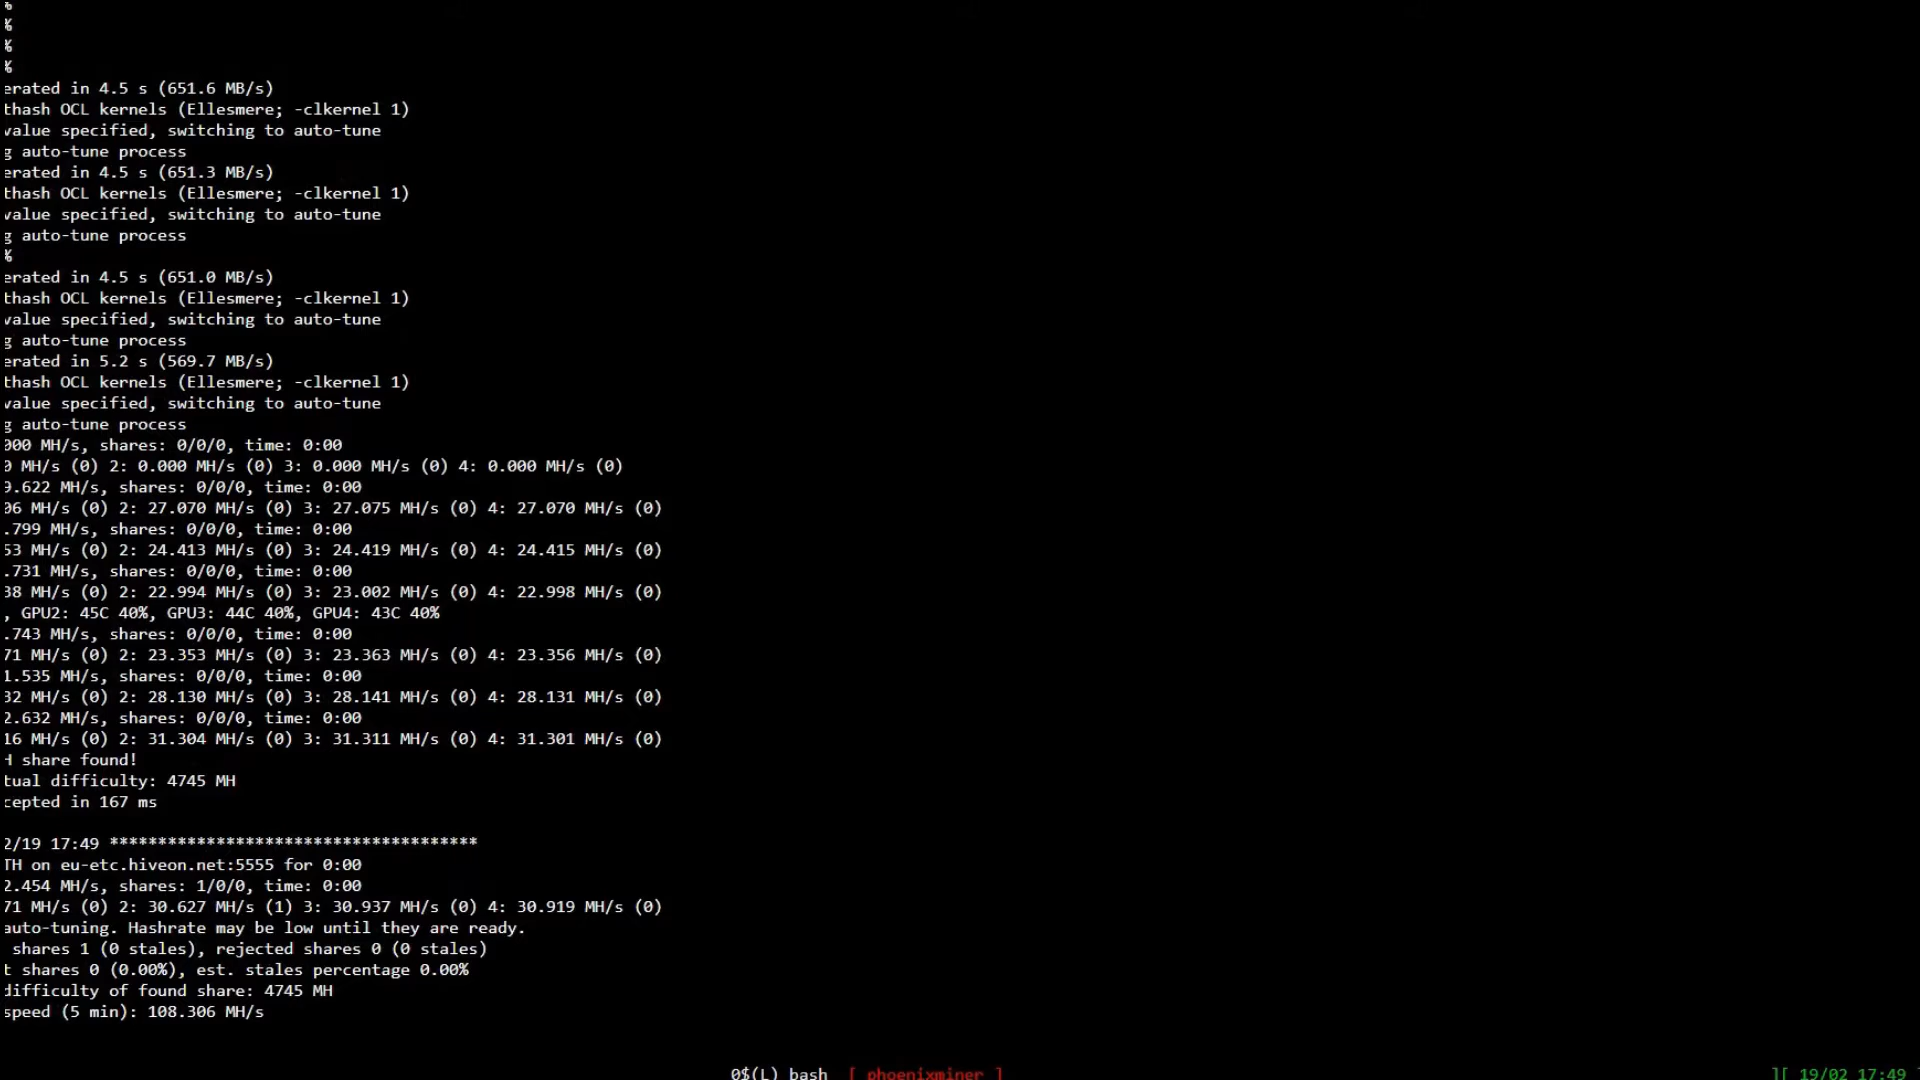 %
%
%
%
erated in 4.5 s (651.6 MB/s)
thash OCL kernels (Ellesmere; -clkernel 1)
value specified, switching to auto-tune
g auto-tune process
erated in 4.5 s (651.3 MB/s)
thash OCL kernels (Ellesmere; -clkernel 1)
value specified, switching to auto-tune
g auto-tune process
%
erated in 4.5 s (651.0 MB/s)
thash OCL kernels (Ellesmere; -clkernel 1)
value specified, switching to auto-tune
g auto-tune process
erated in 5.2 s (569.7 MB/s)
thash OCL kernels (Ellesmere; -clkernel 1)
value specified, switching to auto-tune
g auto-tune process
000 MH/s, shares: 0/0/0, time: 0:00
0 MH/s (0) 2: 0.000 MH/s (0) 3: 0.000 MH/s (0) 4: 0.000 MH/s (0)
9.622 MH/s, shares: 0/0/0, time: 0:00
06 MH/s (0) 2: 27.070 MH/s (0) 3: 27.075 MH/s (0) 4: 27.070 MH/s (0)
.799 MH/s, shares: 0/0/0, time: 0:00
53 MH/s (0) 2: 24.413 MH/s (0) 3: 24.419 MH/s (0) 4: 24.415 MH/s (0)
.731 MH/s, shares: 0/0/0, time: 0:00
38 MH/s (0) 2: 22.994 MH/s (0) 3: 23.002 MH/s (0) 4: 22.998 MH/s (0)
, GPU2: 45C 40%, GPU3: 44C 40%, GPU4: 43C 40%
.743 MH/s, shares: 0/0/0, time: 0:00
71 MH/s (0) 2: 23.353 MH/s (0) 3: 23.363 MH/s (0) 4: 23.356 MH/s (0)
1.535 MH/s, shares: 0/0/0, time: 0:00
32 MH/s (0) 2: 28.130 MH/s (0) 3: 28.141 MH/s (0) 4: 28.131 MH/s (0)
2.632 MH/s, shares: 0/0/0, time: 0:00
16 MH/s (0) 2: 31.304 MH/s (0) 3: 31.311 MH/s (0) 4: 31.301 MH/s (0)
H share found!
tual difficulty: 4745 MH
cepted in 167 ms
2/19 17:49 **************************************
TH on eu-etc.hiveon.net:5555 for 0:00
2.454 MH/s, shares: 1/0/0, time: 0:00
71 MH/s (0) 2: 30.627 MH/s (1) 3: 30.937 MH/s (0) 4: 30.919 MH/s (0)
auto-tuning. Hashrate may be low until they are ready.
shares 1 (0 stales), rejected shares 0 (0 stales)
t shares 0 (0.00%), est. stales percentage 0.00%
difficulty of found share: 4745 MH
speed (5 min): 108.306 MH/s
0$(L) bash [ phoenixminer ] ][ 19/02 17:49 ]